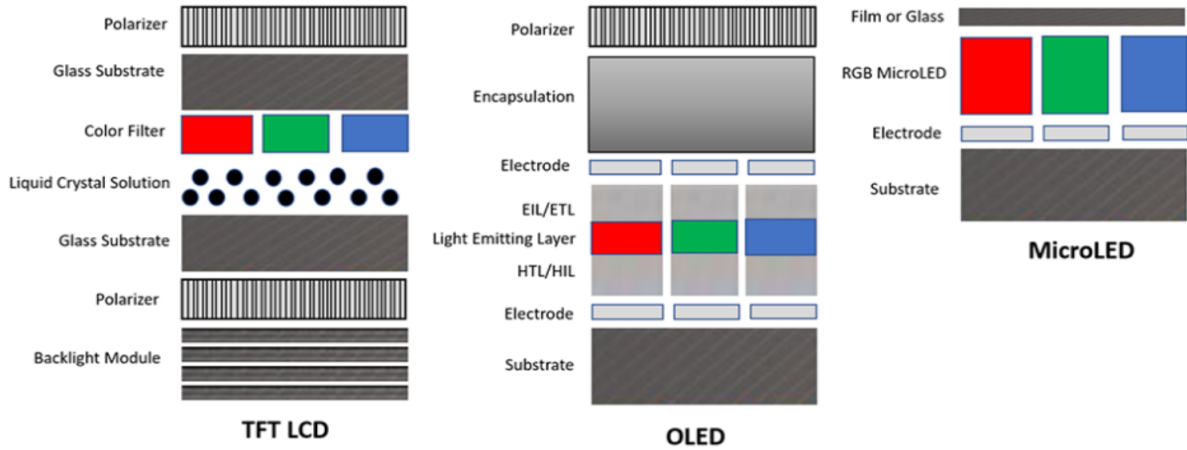 Polarizer
Glass Substrate
Color Filter
Liquid Crystal Solution
Glass Substrate
Polarizer
Backlight Module
TFT LCD
Polarizer
Encapsulation
Electrode
EIL/ETL
Light Emitting Layer
HTL/HIL
Electrode
Substrate
OLED
Film or Glass
RGB MicroLED
Electrode
Substrate
MicroLED